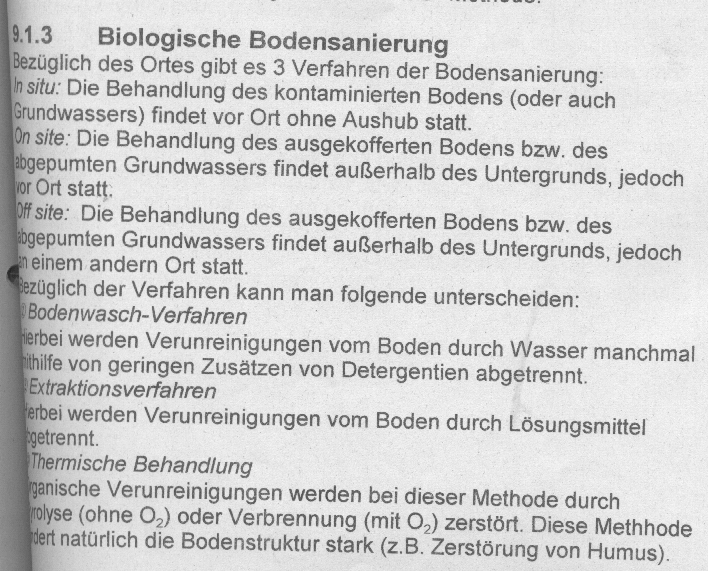 9.1.3 Biologische Bodensanierung
Bezüglich des Ortes gibt es 3 Verfahren der Bodensanierung:
In situ: Die Behandlung des kontaminierten Bodens (oder auch
Grundwassers) findet vor Ort ohne Aushub statt.
On site: Die Behandlung des ausgekofferten Bodens bzw. des
abgepumten Grundwassers findet außerhalb des Untergrunds, jedoch
vor Ort statt.
Off site: Die Behandlung des ausgekofferten Bodens bzw. des
abgepumten Grundwassers findet außerhalb des Untergrunds, jedoch
an einem andern Ort statt.
Bezüglich der Verfahren kann man folgende unterscheiden:
Bodenwasch-Verfahren
Hierbei werden Verunreinigungen vom Boden durch Wasser manchmal
mithilfe von geringen Zusätzen von Detergentien abgetrennt.
Extraktionsverfahren
Hierbei werden Verunreinigungen vom Boden durch Lösungsmittel
abgetrennt.
Thermische Behandlung
Organische Verunreinigungen werden bei dieser Methode durch
Pyrolyse (ohne O₂) oder Verbrennung (mit O₂) zerstört. Diese Methhode
ändert natürlich die Bodenstruktur stark (z.B. Zerstörung von Humus).